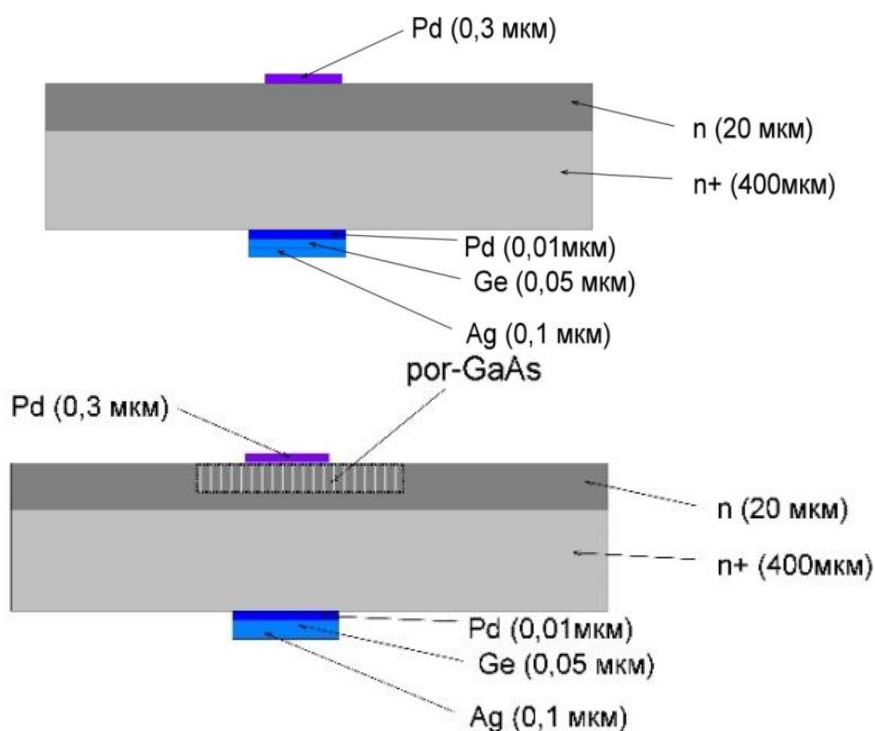 Pd (0,3 мкм)
n (20 мкм)
n+ (400мкм)
Pd (0,01мкм)
Ge (0,05 мкм)
Ag (0,1 мкм)
por-GaAs
Pd (0,3 мкм)
n (20 мкм)
n+ (400мкм)
Pd (0,01мкм)
Ge (0,05 мкм)
Ag (0,1 мкм)